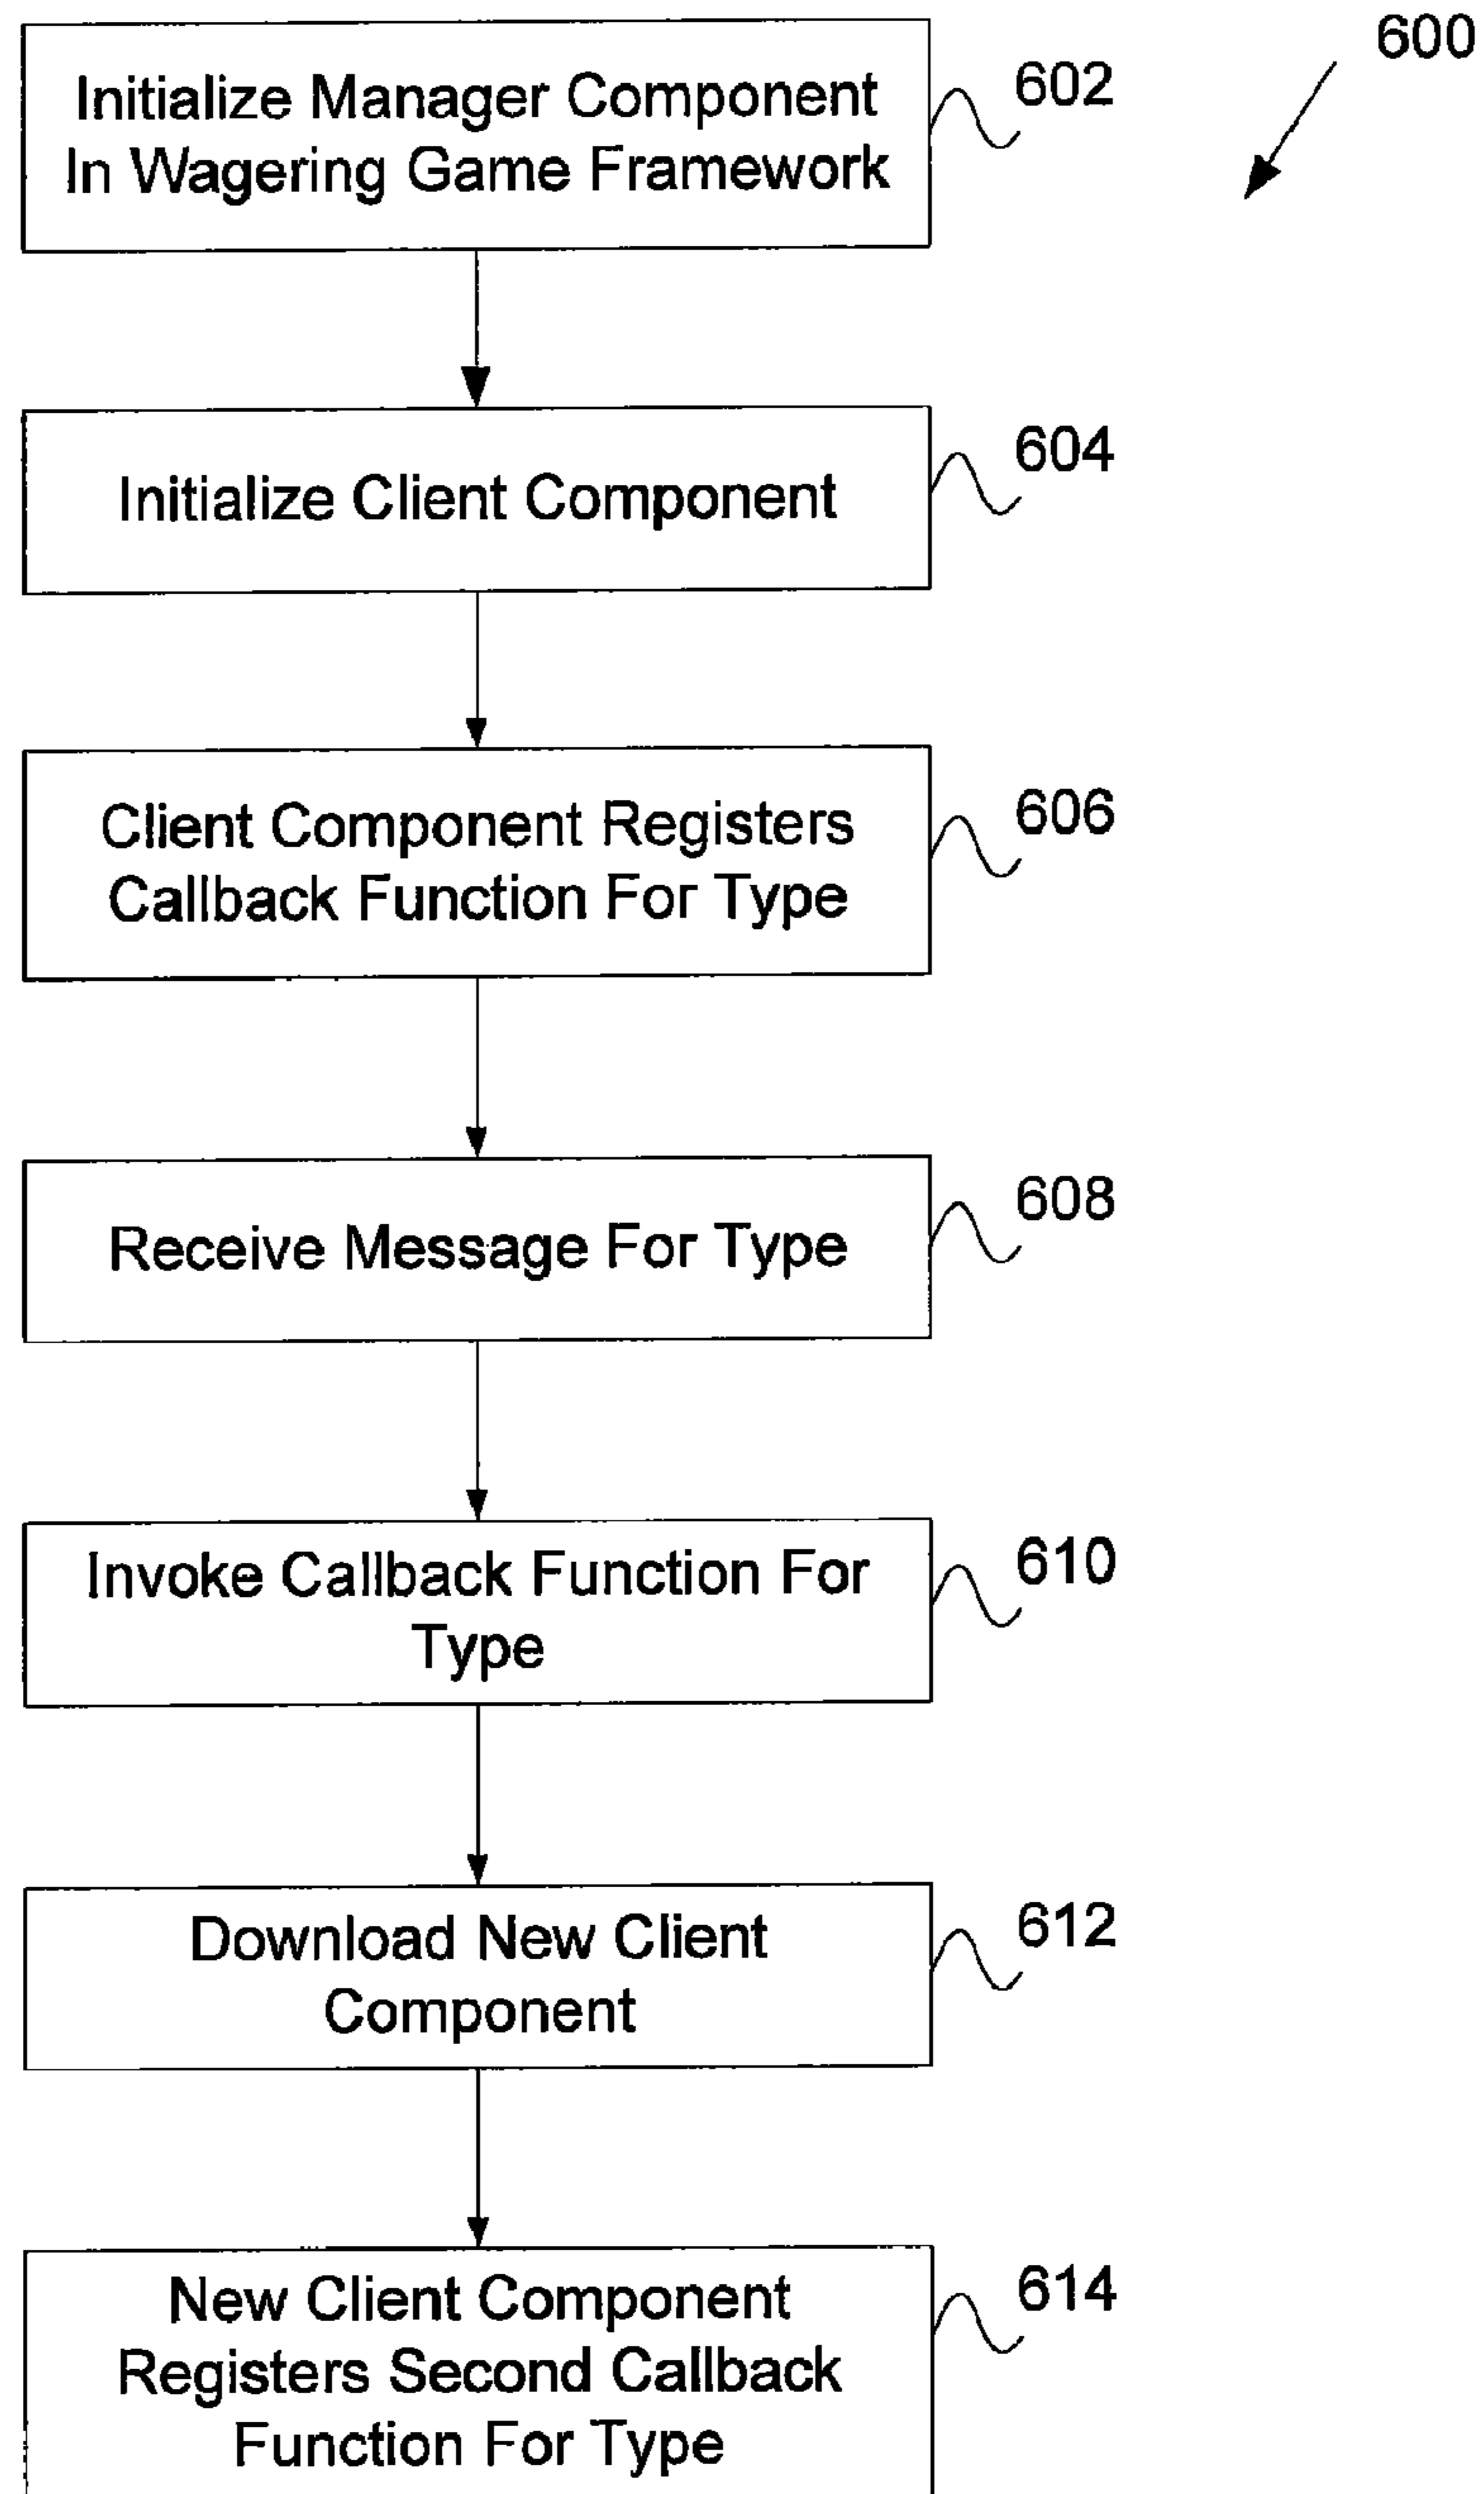 600
Initialize Manager Component
In Wagering Game Framework
602
Initialize Client Component
604
Client Component Registers
Callback Function For Type
606
Receive Message For Type
608
Invoke Callback Function For
Type
610
Download New Client
Component
612
New Client Component
Registers Second Callback
Function For Type
614